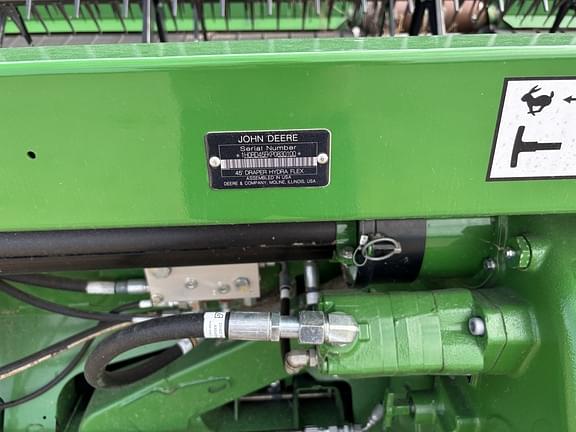 JOHN DEERE
Serial Number
45' DRAPER HYDRA FLEX
ASSEMBLED IN USA
DEERE & COMPANY, MOLINE, ILLINOIS, USA
T